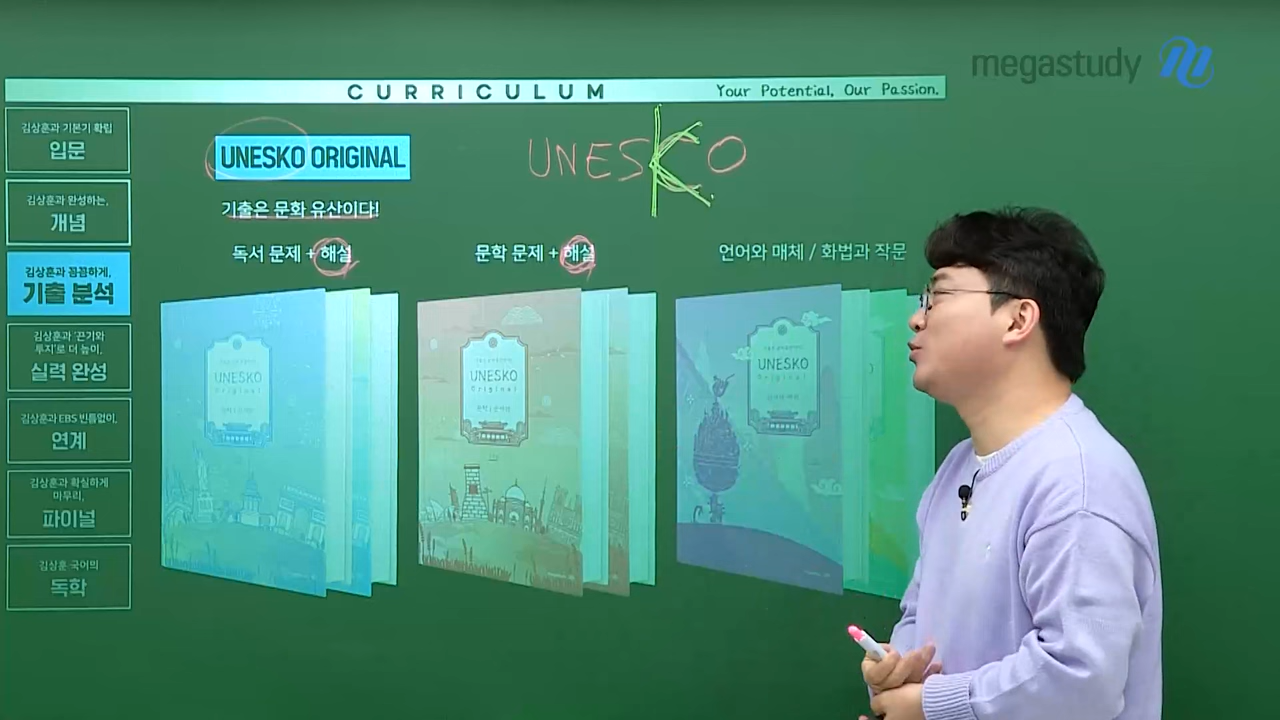 megastudy
CURRICULUM
Your Potential, Our Passion.
김상훈과 기본기 확립
입문
김상훈과 완성하는,
개념
김상훈과 꼼꼼하게,
기출 분석
김상훈과 '끈기와
투지'로 더 높이,
실력 완성
김상훈과 EBS 빈틈없이,
연계
김상훈과 확실하게
마무리,
파이널
김상훈 국어의
독학
UNESKO ORIGINAL
UNESKO
기출은 문화 유산이다!
독서 문제 + 해설
문학 문제 + 해설
언어와 매체 / 화법과 작문
UNESKO
Original
UNESKO
Original
UNESKO
Original